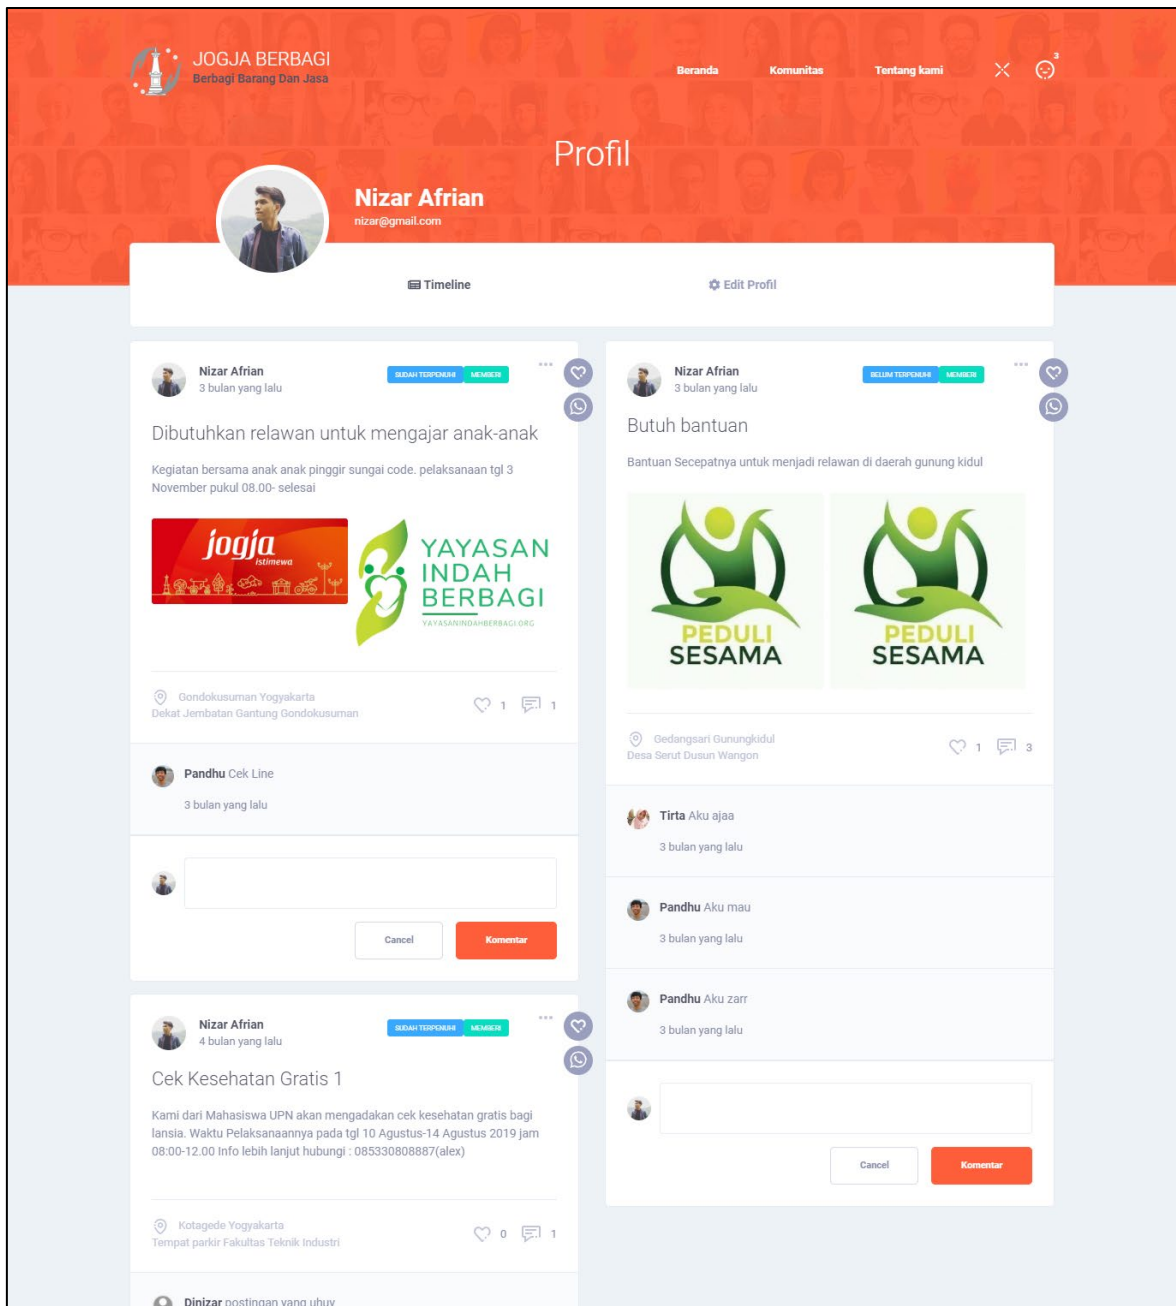 JOGJA BERBAGI
Berbagi Barang Dan Jasa
Beranda
Komunitas
Tentang kami
3
Profil
Nizar Afrian
nizar@gmail.com
Timeline
Edit Profil
Nizar Afrian
3 bulan yang lalu
SUDAH TERPENUHI MEMBERI
Dibutuhkan relawan untuk mengajar anak-anak
Kegiatan bersama anak anak pinggir sungai code. pelaksanaan tgl 3
November pukul 08.00- selesai
jogja
istimewa
YAYASAN
INDAH
BERBAGI
YAYASANINDAHBERBAGI.ORG
Gondokusuman Yogyakarta
Dekat Jembatan Gantung Gondokusuman
1 1
Pandhu Cek Line
3 bulan yang lalu
Cancel
Komentar
Nizar Afrian
4 bulan yang lalu
SUDAH TERPENUHI MEMBERI
Cek Kesehatan Gratis 1
Kami dari Mahasiswa UPN akan mengadakan cek kesehatan gratis bagi
lansia. Waktu Pelaksanaannya pada tgl 10 Agustus-14 Agustus 2019 jam
08:00-12.00 Info lebih lanjut hubungi : 085330808887(alex)
Kotagede Yogyakarta
Tempat parkir Fakultas Teknik Industri
0 1
Dinizar postingan yang uhuy
Nizar Afrian
3 bulan yang lalu
BELUM TERPENUHI MEMBERI
Butuh bantuan
Bantuan Secepatnya untuk menjadi relawan di daerah gunung kidul
PEDULI
SESAMA
PEDULI
SESAMA
Gedangsari Gunungkidul
Desa Serut Dusun Wangon
1 3
Tirta Aku ajaa
3 bulan yang lalu
Pandhu Aku mau
3 bulan yang lalu
Pandhu Aku zarr
3 bulan yang lalu
Cancel
Komentar